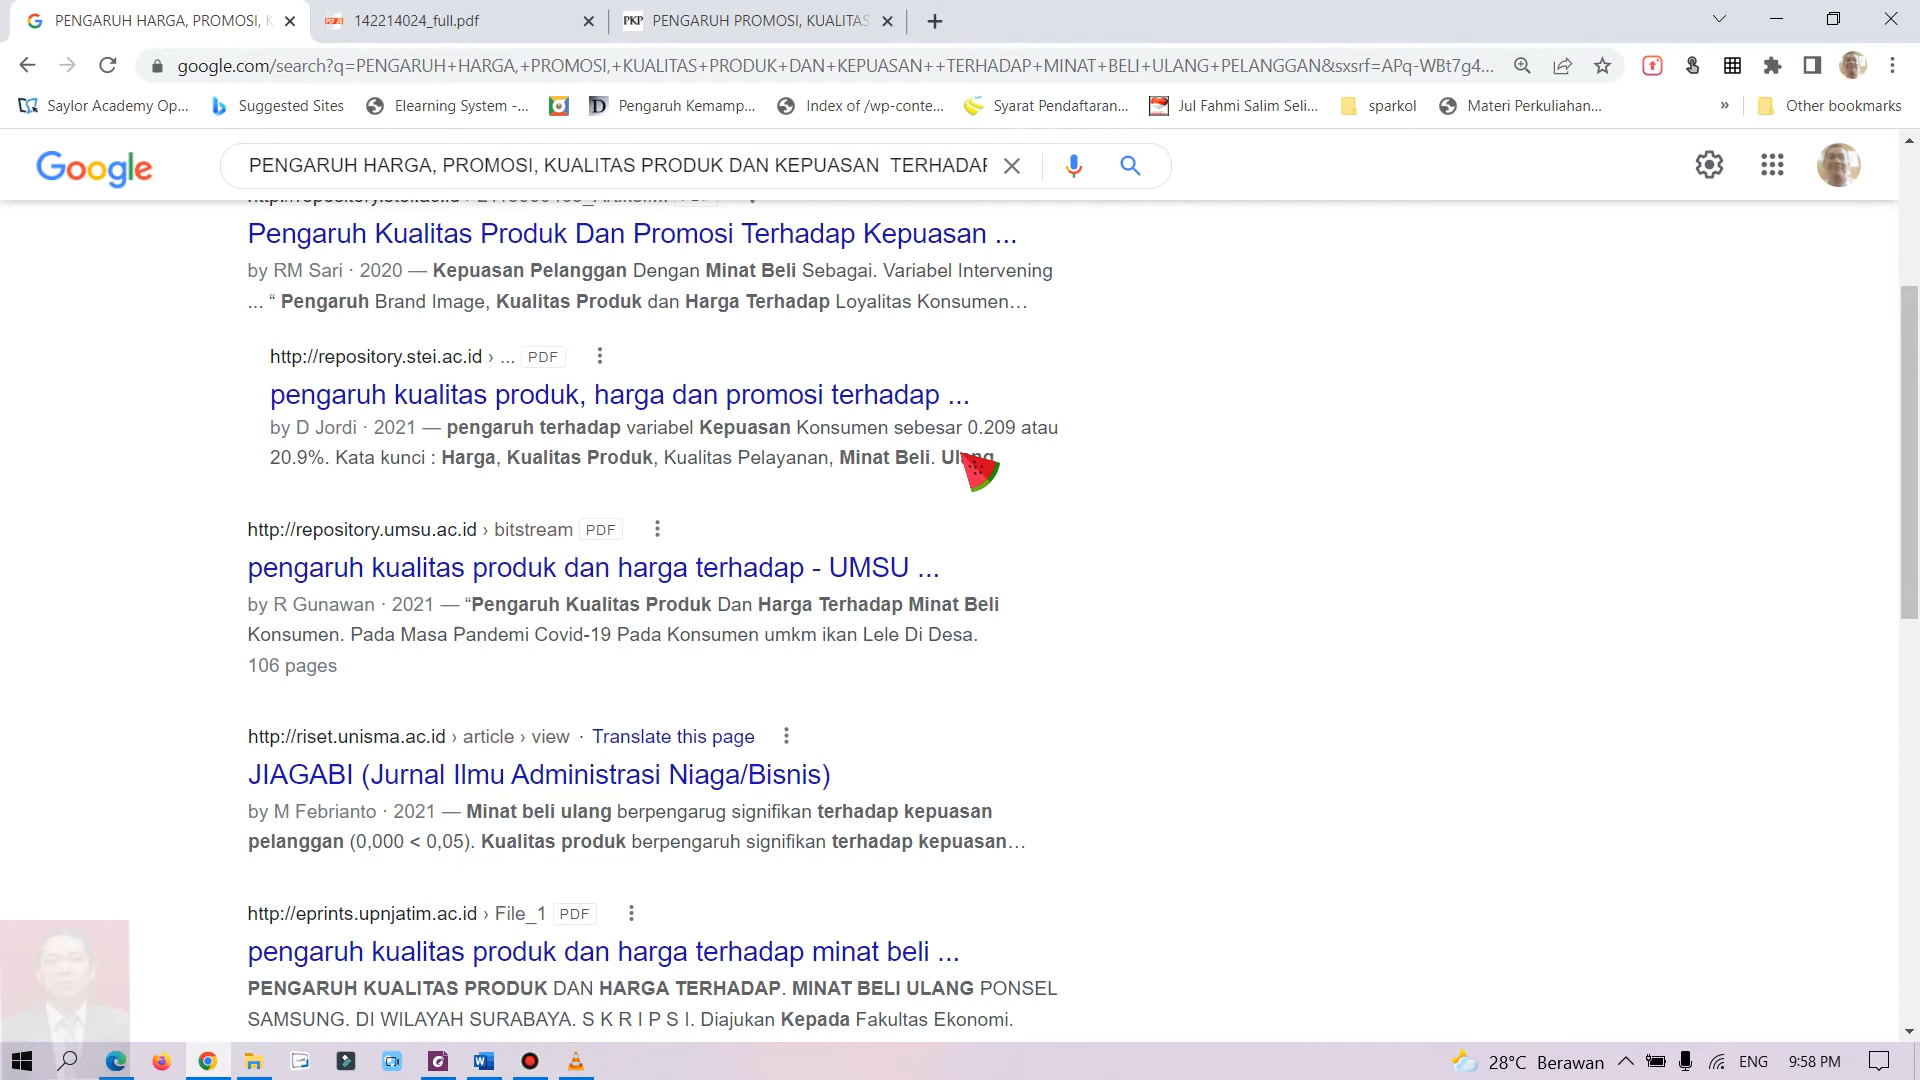 PENGARUH HARGA, PROMOSI, K
142214024_full.pdf
PKP PENGARUH PROMOSI, KUALITAS
google.com/search?q=PENGARUH+HARGA,+PROMOSI,+KUALITAS+PRODUK+DAN+KEPUASAN++TERHADAP+MINAT+BELI+ULANG+PELANGGAN&sxsrf=APq-WBt7g4...
Saylor Academy Op...
Suggested Sites
Elearning System -...
D Pengaruh Kemamp...
Index of /wp-conte...
Syarat Pendaftaran...
Jul Fahmi Salim Seli...
sparkol
Materi Perkuliahan...
»
Other bookmarks
Google
PENGARUH HARGA, PROMOSI, KUALITAS PRODUK DAN KEPUASAN  TERHADAP
Pengaruh Kualitas Produk Dan Promosi Terhadap Kepuasan ...
by RM Sari · 2020 — Kepuasan Pelanggan Dengan Minat Beli Sebagai. Variabel Intervening
... “ Pengaruh Brand Image, Kualitas Produk dan Harga Terhadap Loyalitas Konsumen...
http://repository.stei.ac.id › ... PDF
pengaruh kualitas produk, harga dan promosi terhadap ...
by D Jordi · 2021 — pengaruh terhadap variabel Kepuasan Konsumen sebesar 0.209 atau
20.9%. Kata kunci : Harga, Kualitas Produk, Kualitas Pelayanan, Minat Beli. Ulang
http://repository.umsu.ac.id › bitstream PDF
pengaruh kualitas produk dan harga terhadap - UMSU ...
by R Gunawan · 2021 — “Pengaruh Kualitas Produk Dan Harga Terhadap Minat Beli
Konsumen. Pada Masa Pandemi Covid-19 Pada Konsumen umkm ikan Lele Di Desa.
106 pages
http://riset.unisma.ac.id › article › view · Translate this page
JIAGABI (Jurnal Ilmu Administrasi Niaga/Bisnis)
by M Febrianto · 2021 — Minat beli ulang berpengarug signifikan terhadap kepuasan
pelanggan (0,000 < 0,05). Kualitas produk berpengaruh signifikan terhadap kepuasan...
http://eprints.upnjatim.ac.id › File_1 PDF
pengaruh kualitas produk dan harga terhadap minat beli ...
PENGARUH KUALITAS PRODUK DAN HARGA TERHADAP. MINAT BELI ULANG PONSEL
SAMSUNG. DI WILAYAH SURABAYA. S K R I P S I. Diajukan Kepada Fakultas Ekonomi.
28°C Berawan
ENG
9:58 PM